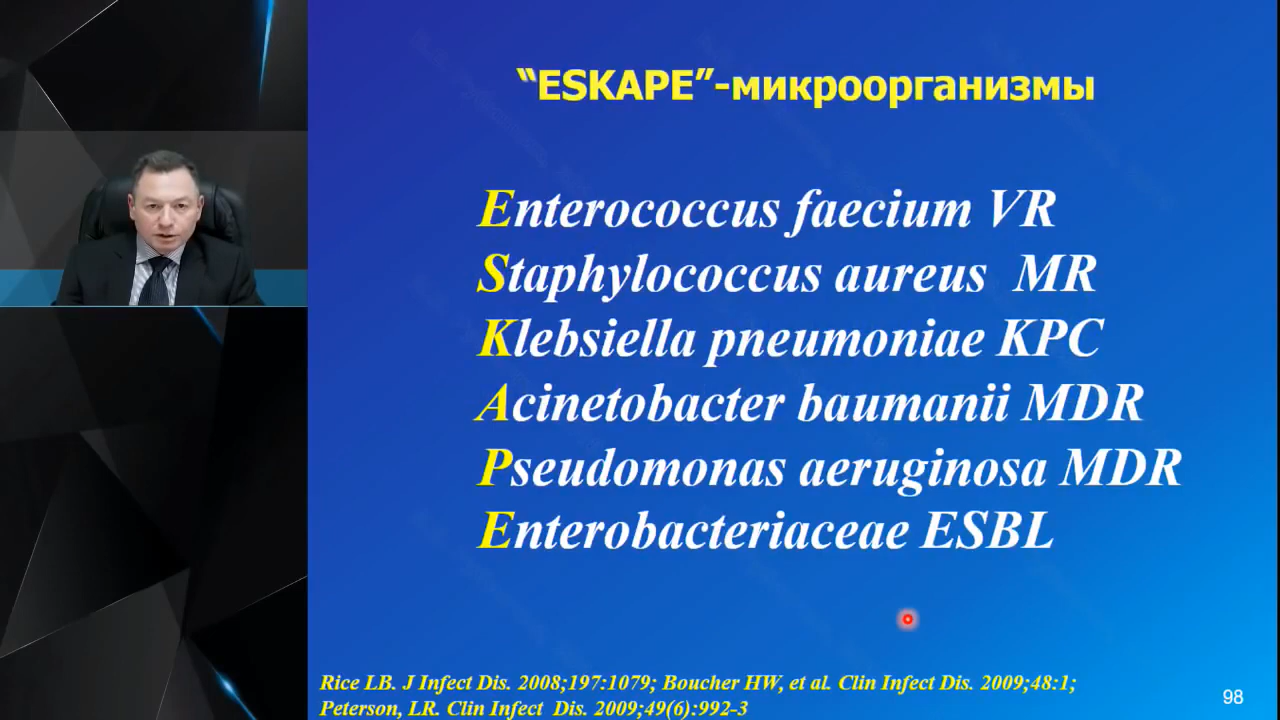 “ESKAPE”-микроорганизмы
Enterococcus faecium VR
Staphylococcus aureus MR
Klebsiella pneumoniae KPC
Acinetobacter baumanii MDR
Pseudomonas aeruginosa MDR
Enterobacteriaceae ESBL
Rice LB. J Infect Dis. 2008;197:1079; Boucher HW, et al. Clin Infect Dis. 2009;48:1;
Peterson, LR. Clin Infect Dis. 2009;49(6):992-3
98